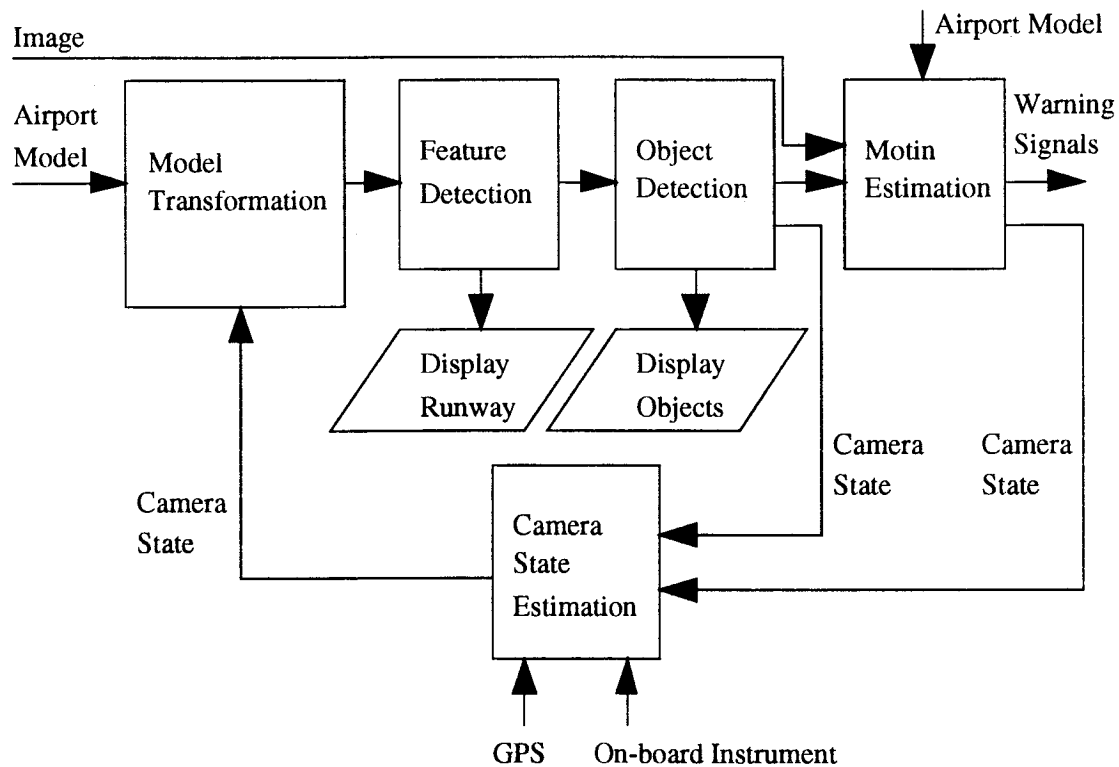 Image
Airport Model
Airport
Model
Model
Transformation
Feature
Detection
Object
Detection
Motin
Estimation
Warning
Signals
Display
Runway
Display
Objects
Camera
State
Camera
State
Camera
State
Camera
State
Estimation
GPS
On-board Instrument